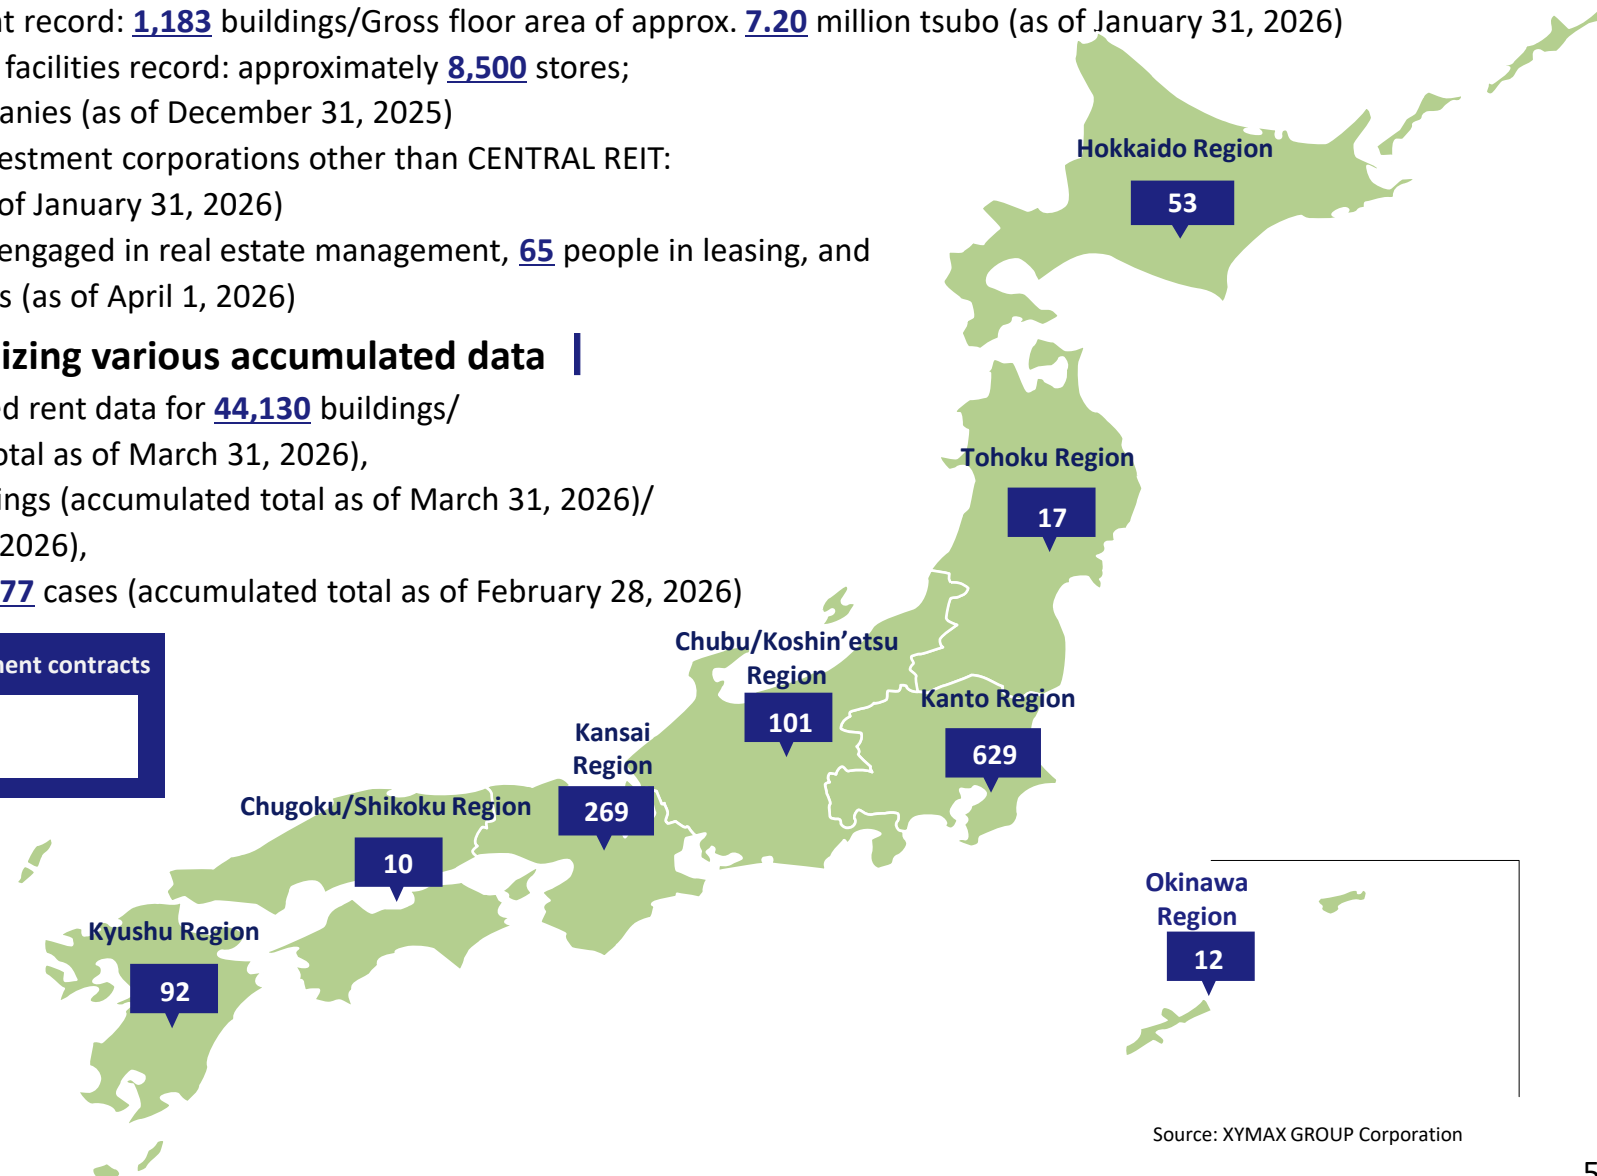 t record: 1,183 buildings/Gross floor area of approx. 7.20 million tsubo (as of January 31, 2026)
facilities record: approximately 8,500 stores;
anies (as of December 31, 2025)
estment corporations other than CENTRAL REIT:
of January 31, 2026)
engaged in real estate management, 65 people in leasing, and
s (as of April 1, 2026)
izing various accumulated data
ed rent data for 44,130 buildings/
otal as of March 31, 2026),
ings (accumulated total as of March 31, 2026)/
2026),
77 cases (accumulated total as of February 28, 2026)
ment contracts
Hokkaido Region
53
Tohoku Region
17
Chubu/Koshin’etsu
Region
101
Kanto Region
629
Kansai
Region
269
Chugoku/Shikoku Region
10
Kyushu Region
92
Okinawa
Region
12
Source: XYMAX GROUP Corporation
5